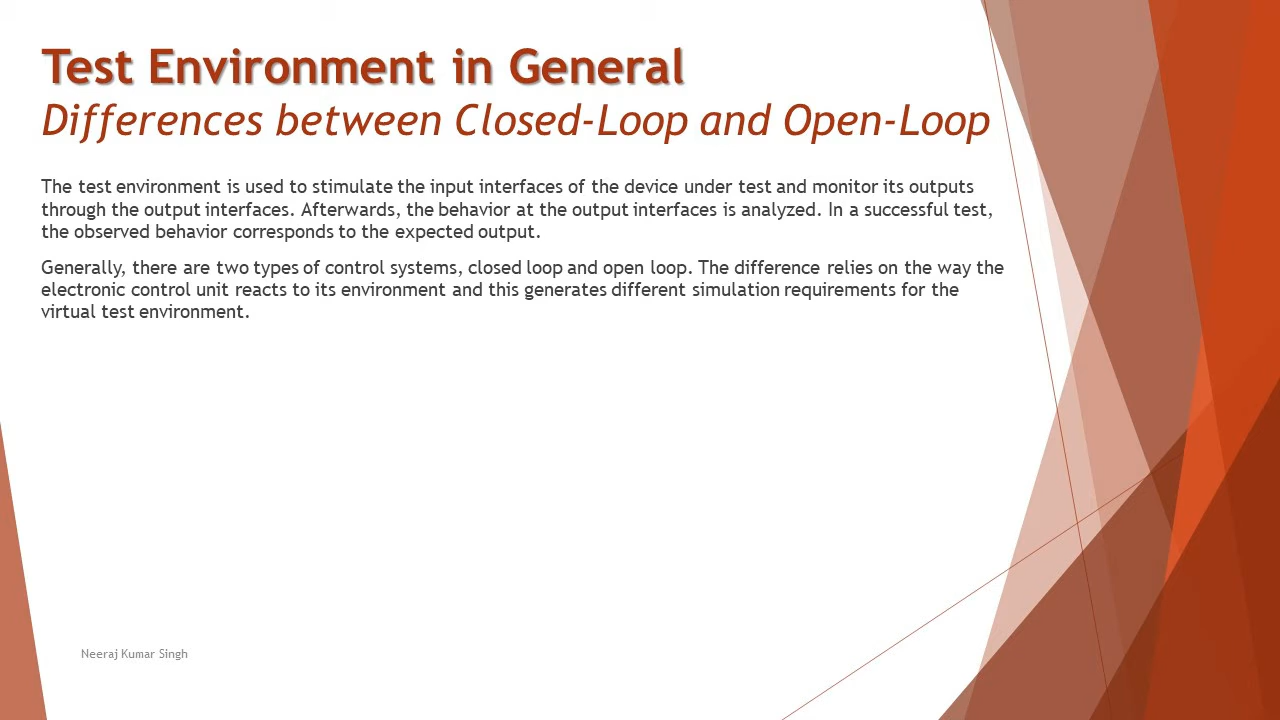 Test Environment in General
Differences between Closed-Loop and Open-Loop
The test environment is used to stimulate the input interfaces of the device under test and monitor its outputs
through the output interfaces. Afterwards, the behavior at the output interfaces is analyzed. In a successful test,
the observed behavior corresponds to the expected output.
Generally, there are two types of control systems, closed loop and open loop. The difference relies on the way the
electronic control unit reacts to its environment and this generates different simulation requirements for the
virtual test environment.
Neeraj Kumar Singh